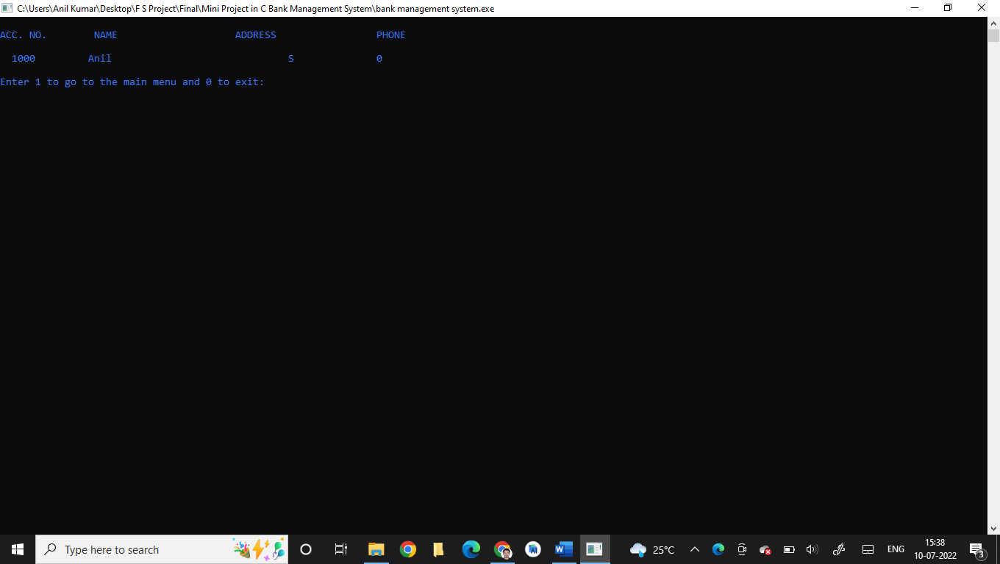 C:\Users\Anil Kumar\Desktop\F S Project\Final\Mini Project in C Bank Management System\bank management system.exe
ACC. NO. NAME ADDRESS PHONE
1000 Anil S 0
Enter 1 to go to the main menu and 0 to exit:
Type here to search
25°C
ENG
15:38
10-07-2022
3